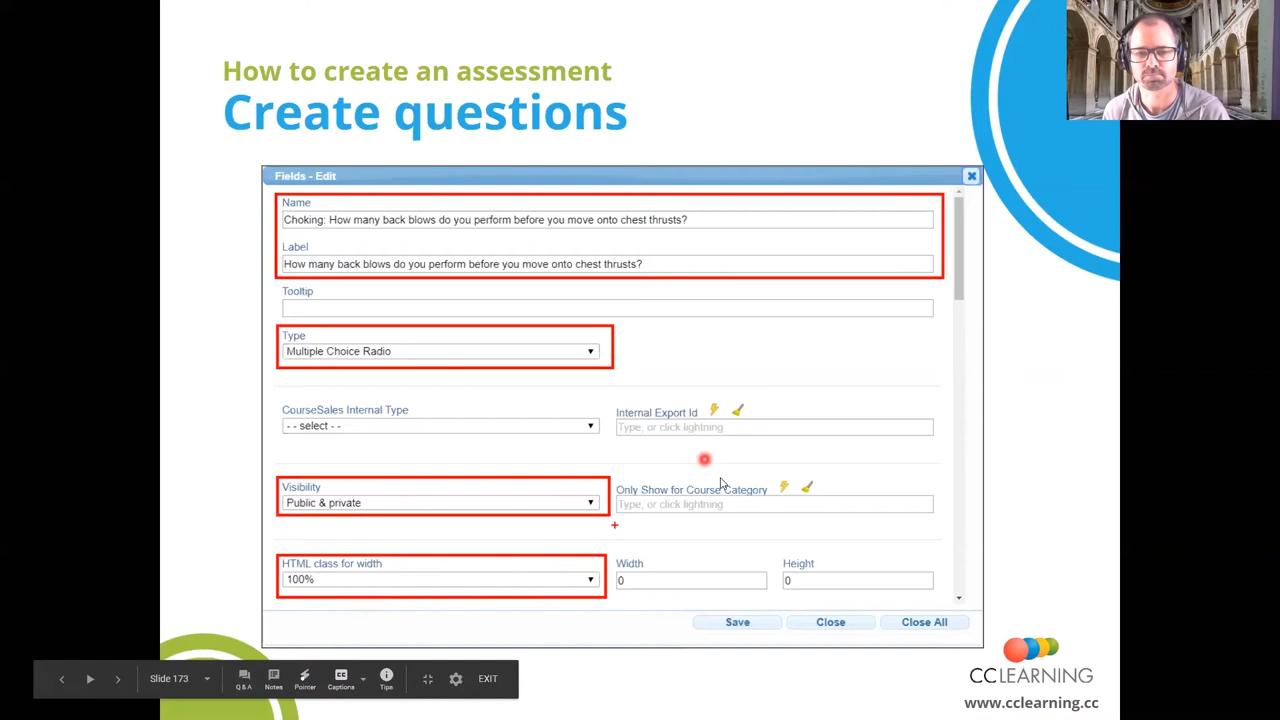 How to create an assessment
Create questions
Fields - Edit
Name
Choking: How many back blows do you perform before you move onto chest thrusts?
Label
How many back blows do you perform before you move onto chest thrusts?
Tooltip
Type
Multiple Choice Radio
CourseSales Internal Type
Internal Export Id
- - select - -
Type, or click lightning
Visibility
Only Show for Course Category
Public & private
Type, or click lightning
HTML class for width
Width
Height
100%
0
0
Save
Close
Close All
Slide 173
Q & A
Notes
Pointer
Captions
Tips
EXIT
CCLEARNING
www.cclearning.cc